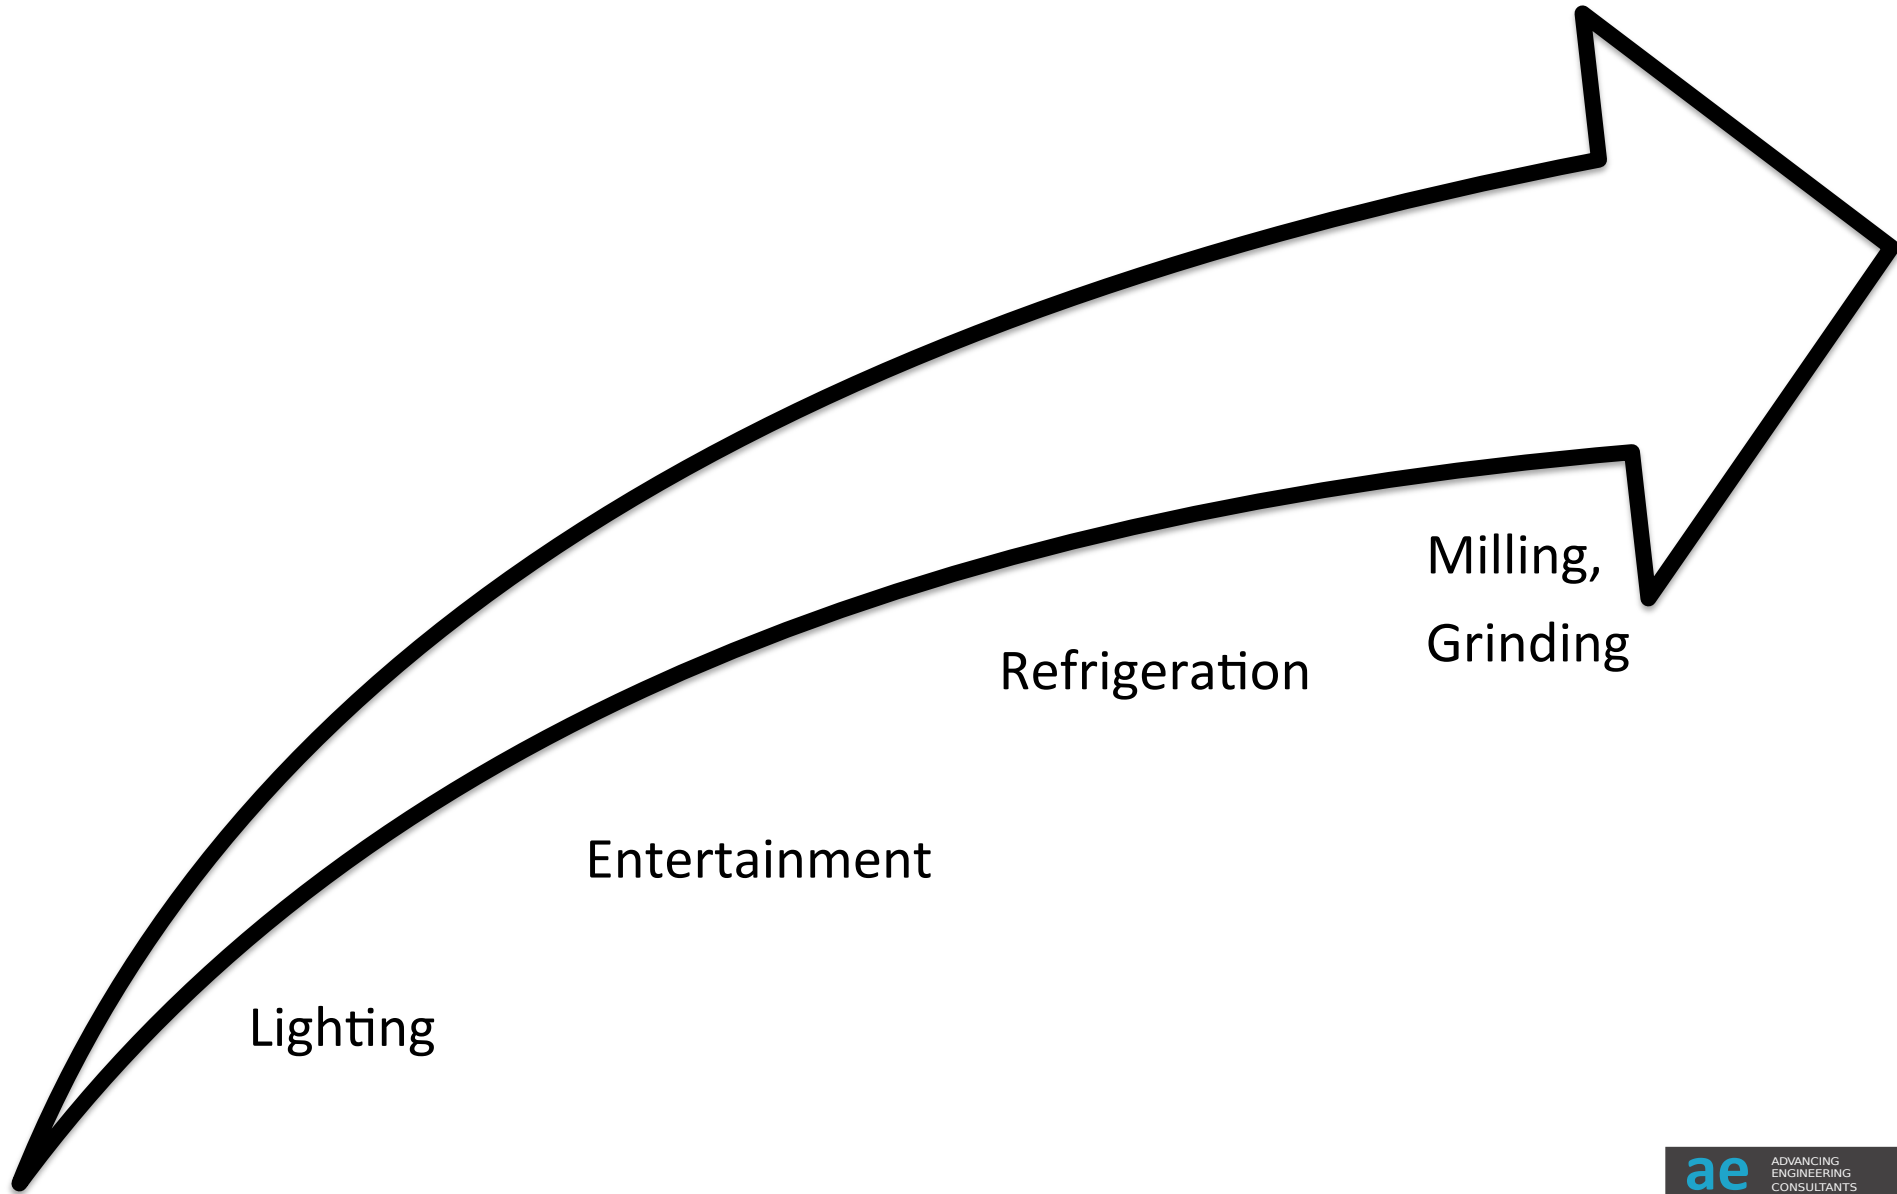 Milling,
Grinding
Refrigeration
Entertainment
Lighting
ae
ADVANCING
ENGINEERING
CONSULTANTS